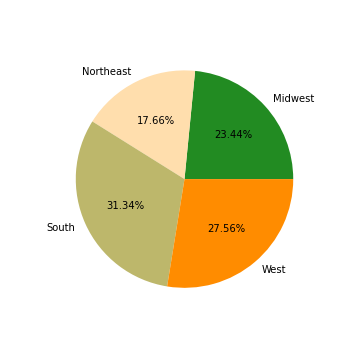 Northeast
Midwest
17.66%
23.44%
31.34%
27.56%
South
West